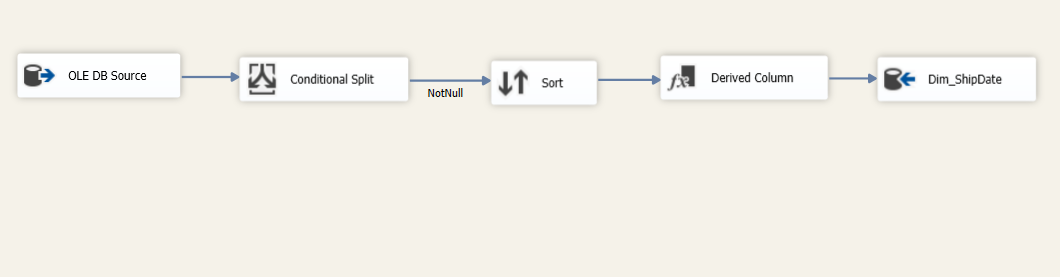 OLE DB Source
Conditional Split
NotNull
Sort
Derived Column
Dim_ShipDate